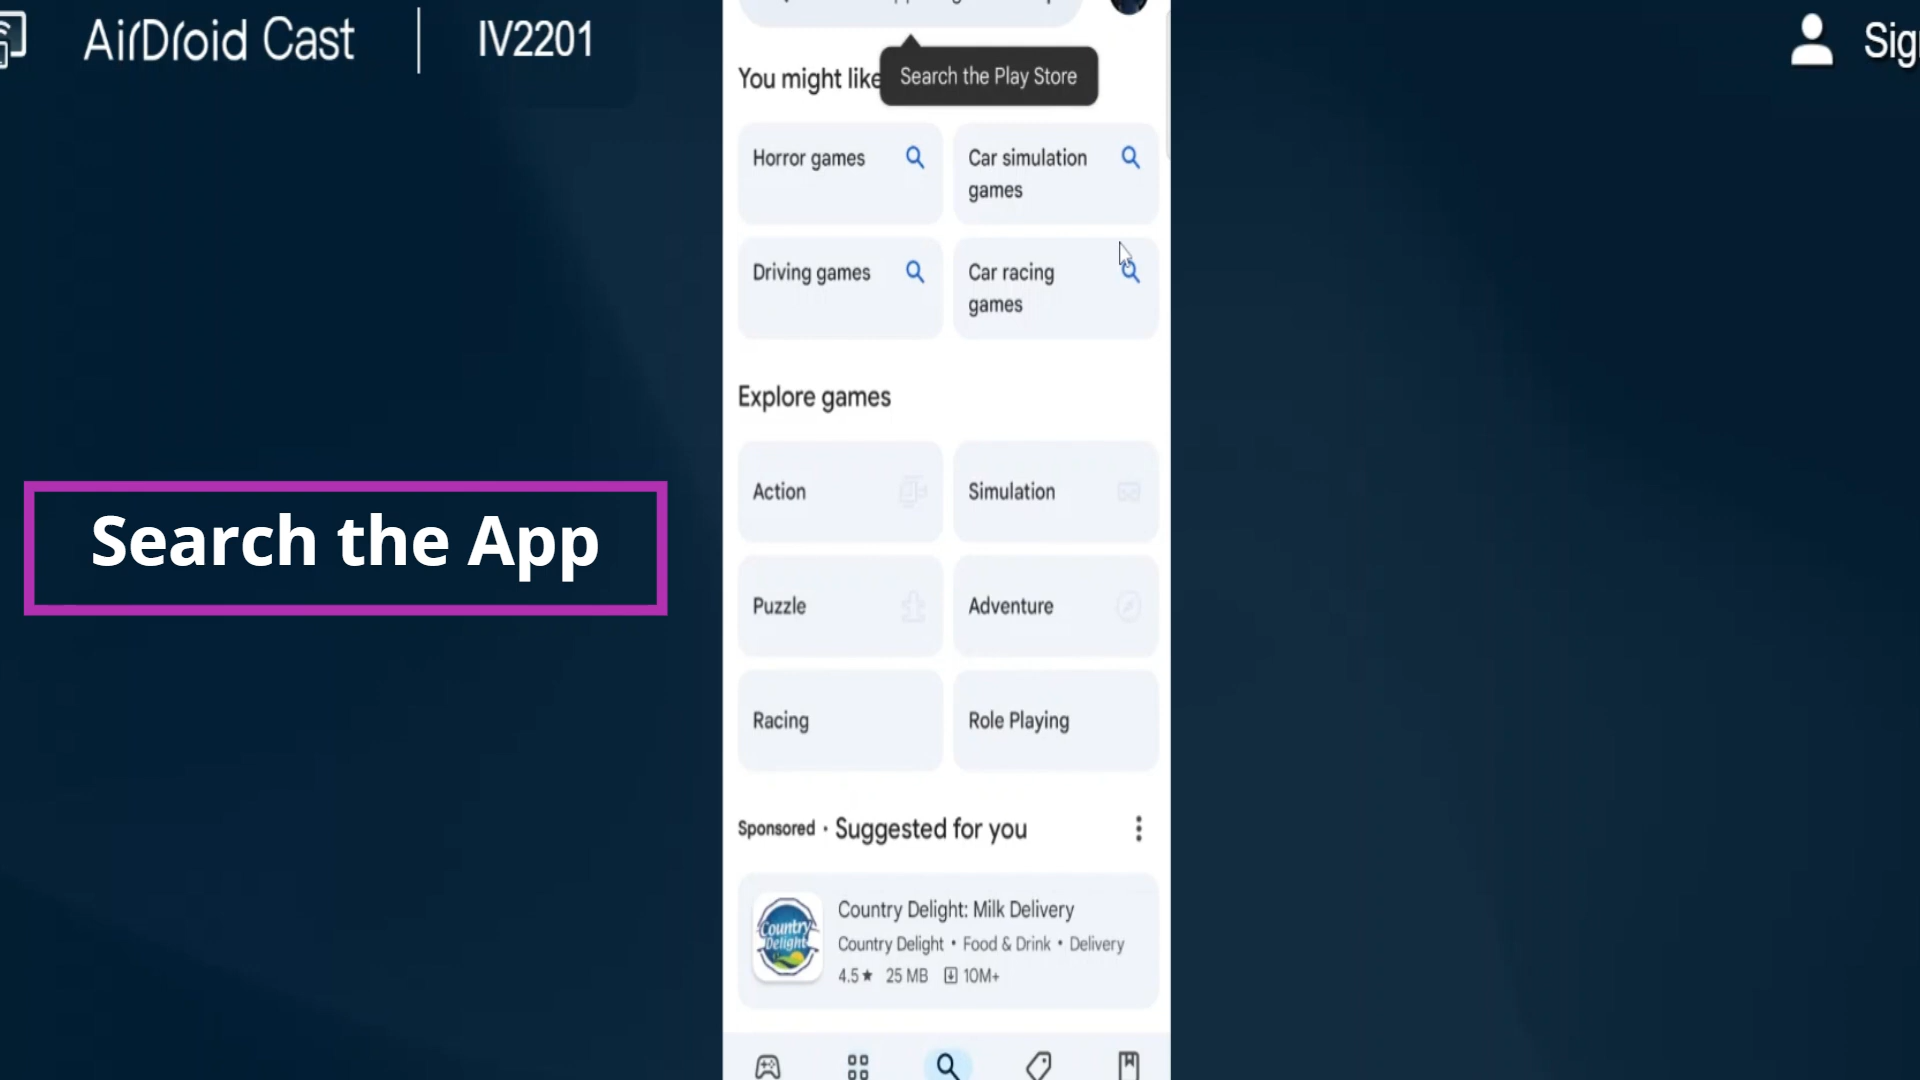 AirDroid Cast
IV2201
Sig
You might like
Search the Play Store
Horror games
Car simulation
games
Driving games
Car racing
games
Explore games
Action
Simulation
Puzzle
Adventure
Racing
Role Playing
Sponsored · Suggested for you
Country Delight: Milk Delivery
Country Delight • Food & Drink • Delivery
4.5★ 25 MB 10M+
Country
Delight
Search the App